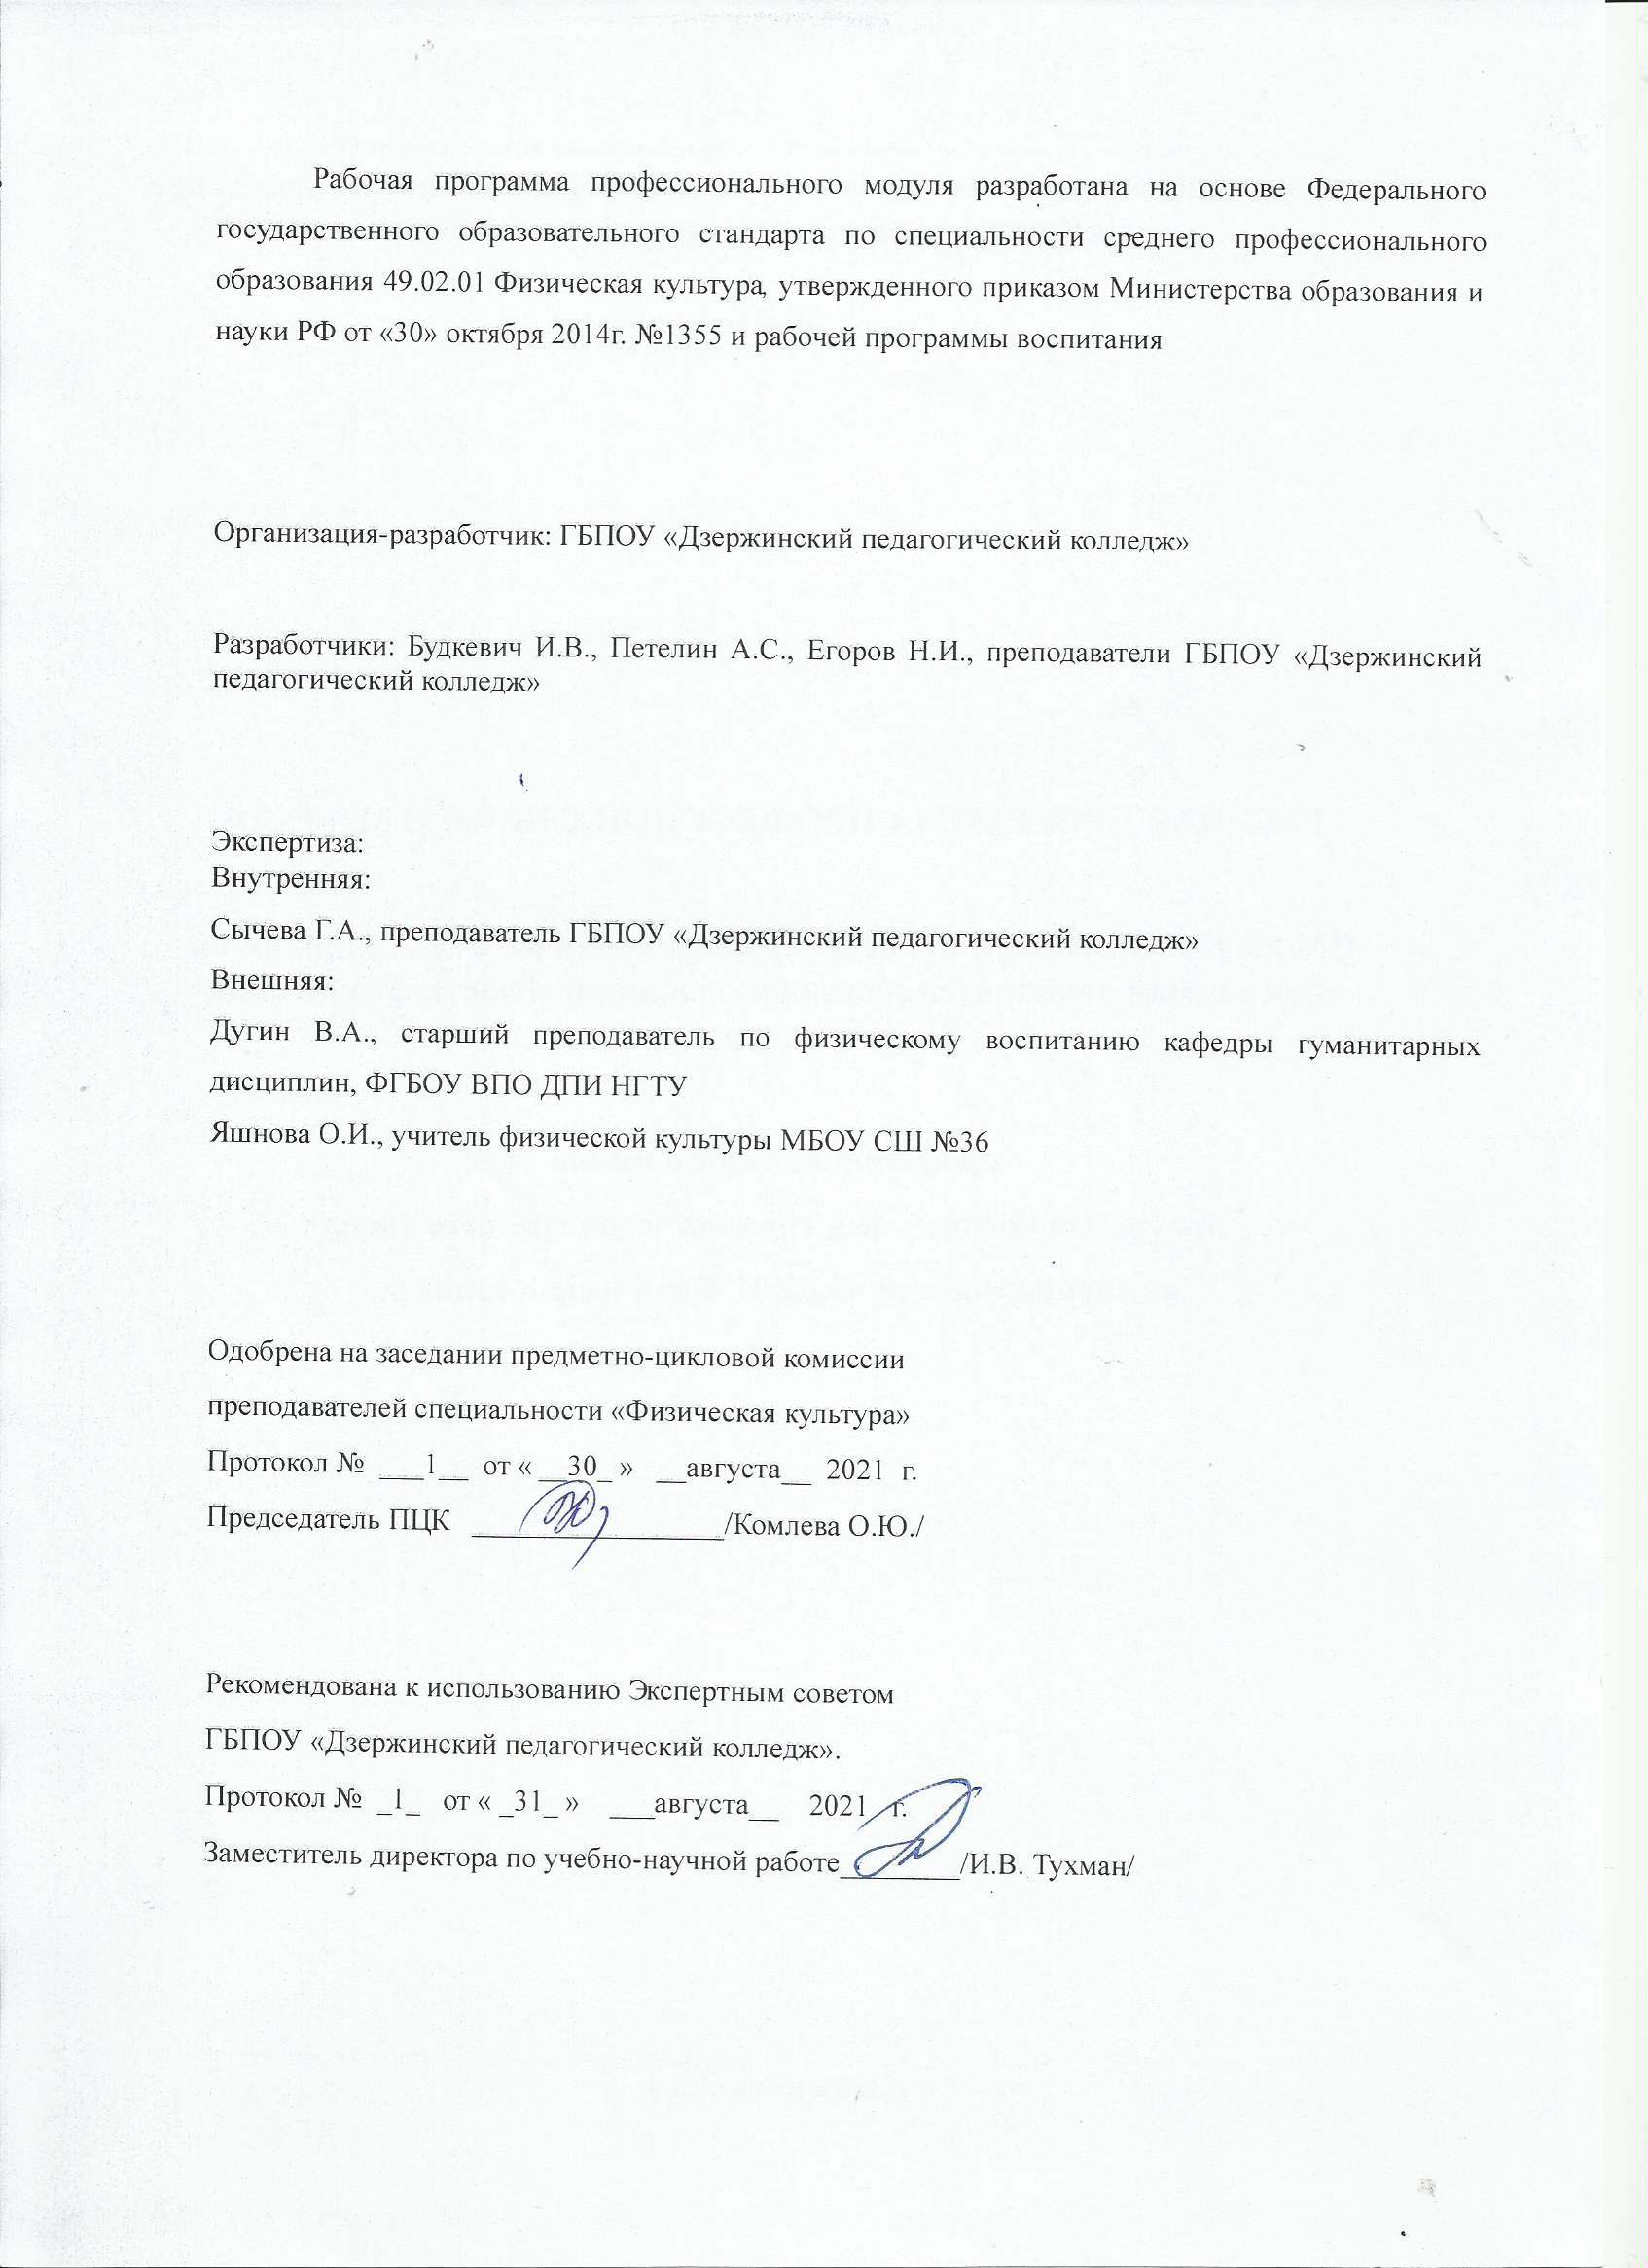 Рабочая программа профессионального модуля разработана на основе Федерального
государственного образовательного стандарта по специальности среднего профессионального
образования 49.02.01 Физическая культура, утвержденного приказом Министерства образования и
науки РФ от «30» октября 2014г. №1355 и рабочей программы воспитания
Организация-разработчик: ГБПОУ «Дзержинский педагогический колледж»
Разработчики: Будкевич И.В., Петелин А.С., Егоров Н.И., преподаватели ГБПОУ «Дзержинский
педагогический колледж»
Экспертиза:
Внутренняя:
Сычева Г.А., преподаватель ГБПОУ «Дзержинский педагогический колледж»
Внешняя:
Дугин В.А., старший преподаватель по физическому воспитанию кафедры гуманитарных
дисциплин, ФГБОУ ВПО ДПИ НГТУ
Яшнова О.И., учитель физической культуры МБОУ СШ №36
Одобрена на заседании предметно-цикловой комиссии
преподавателей специальности «Физическая культура»
Протокол № ___1__ от « __30_ » __августа__ 2021 г.
Председатель ПЦК _________________/Комлева О.Ю./
Рекомендована к использованию Экспертным советом
ГБПОУ «Дзержинский педагогический колледж».
Протокол № _1_ от « _31_ » ___августа__ 2021 г.
Заместитель директора по учебно-научной работе________/И.В. Тухман/